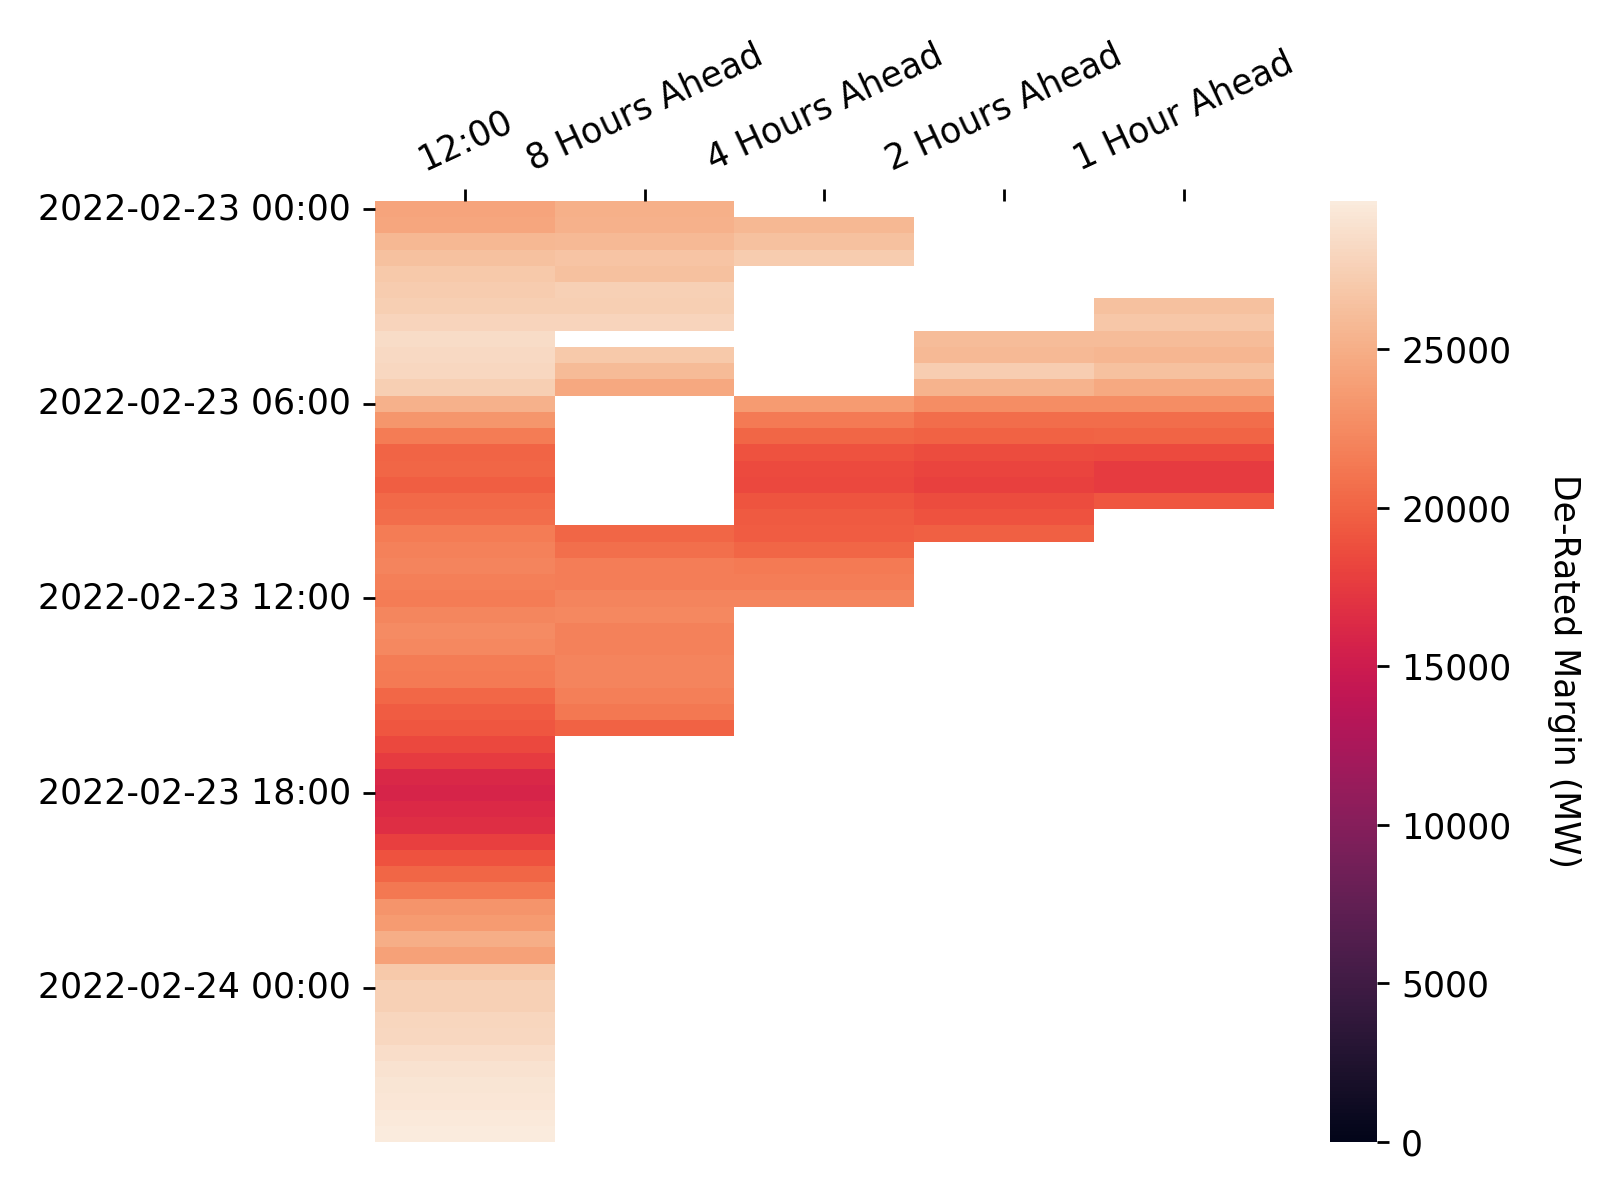 12:00
8 Hours Ahead
4 Hours Ahead
2 Hours Ahead
1 Hour Ahead
2022-02-23 00:00
2022-02-23 06:00
2022-02-23 12:00
2022-02-23 18:00
2022-02-24 00:00
25000
20000
15000
10000
5000
0
De-Rated Margin (MW)